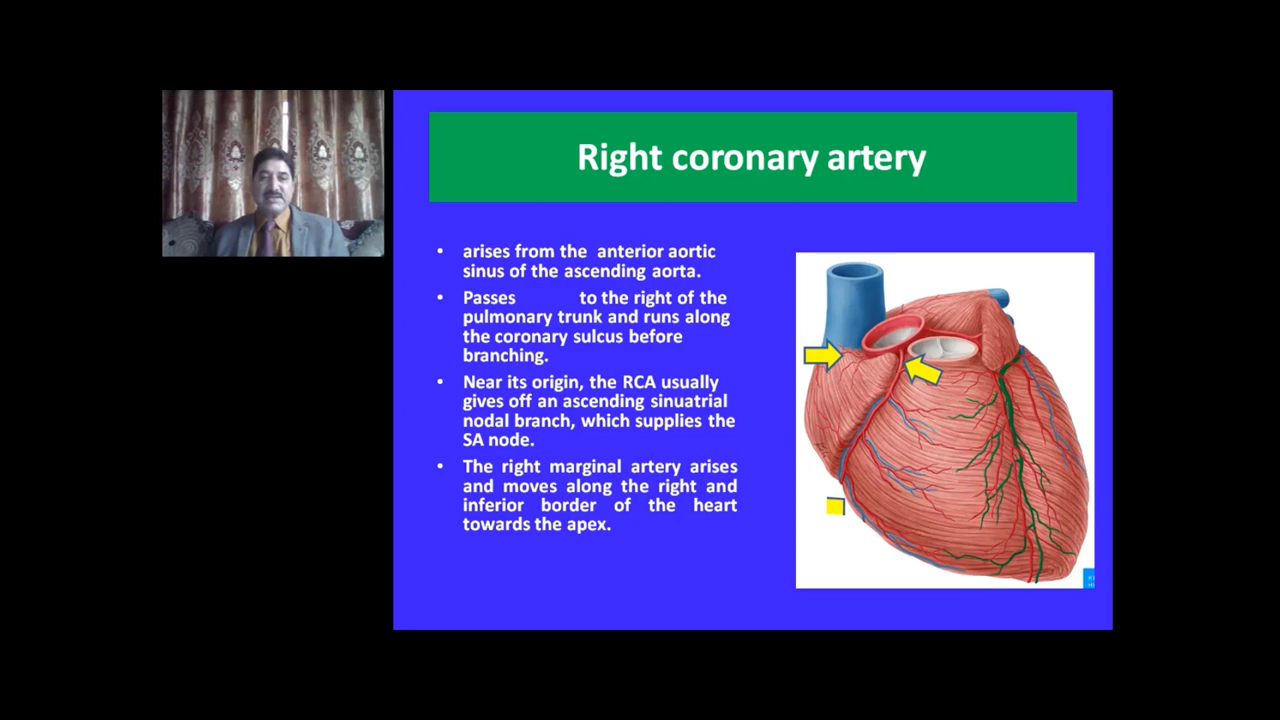 Right coronary artery
• arises from the anterior aortic
sinus of the ascending aorta.
• Passes to the right of the
pulmonary trunk and runs along
the coronary sulcus before
branching.
• Near its origin, the RCA usually
gives off an ascending sinuatrial
nodal branch, which supplies the
SA node.
• The right marginal artery arises
and moves along the right and
inferior border of the heart
towards the apex.